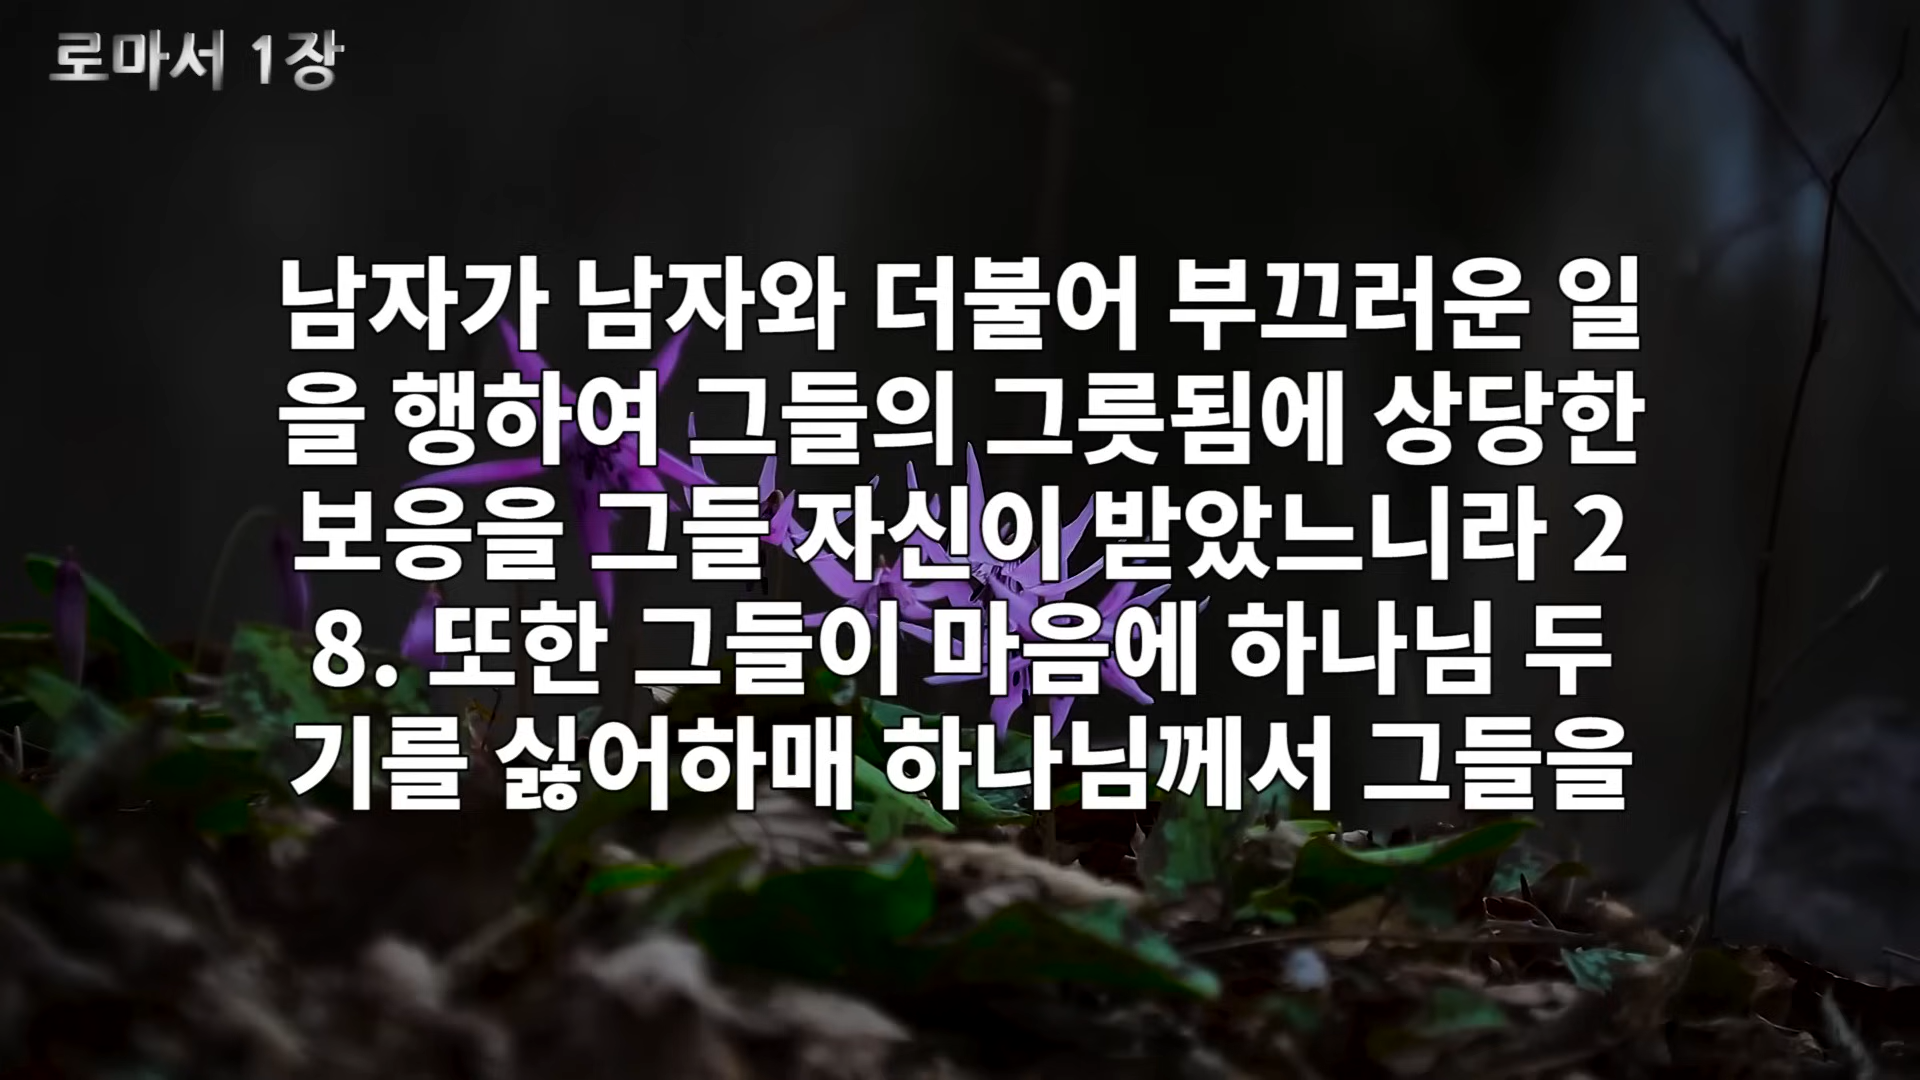 로마서 1장
남자가 남자와 더불어 부끄러운 일
을 행하여 그들의 그릇됨에 상당한
보응을 그들 자신이 받았느니라 2
8. 또한 그들이 마음에 하나님 두
기를 싫어하매 하나님께서 그들을